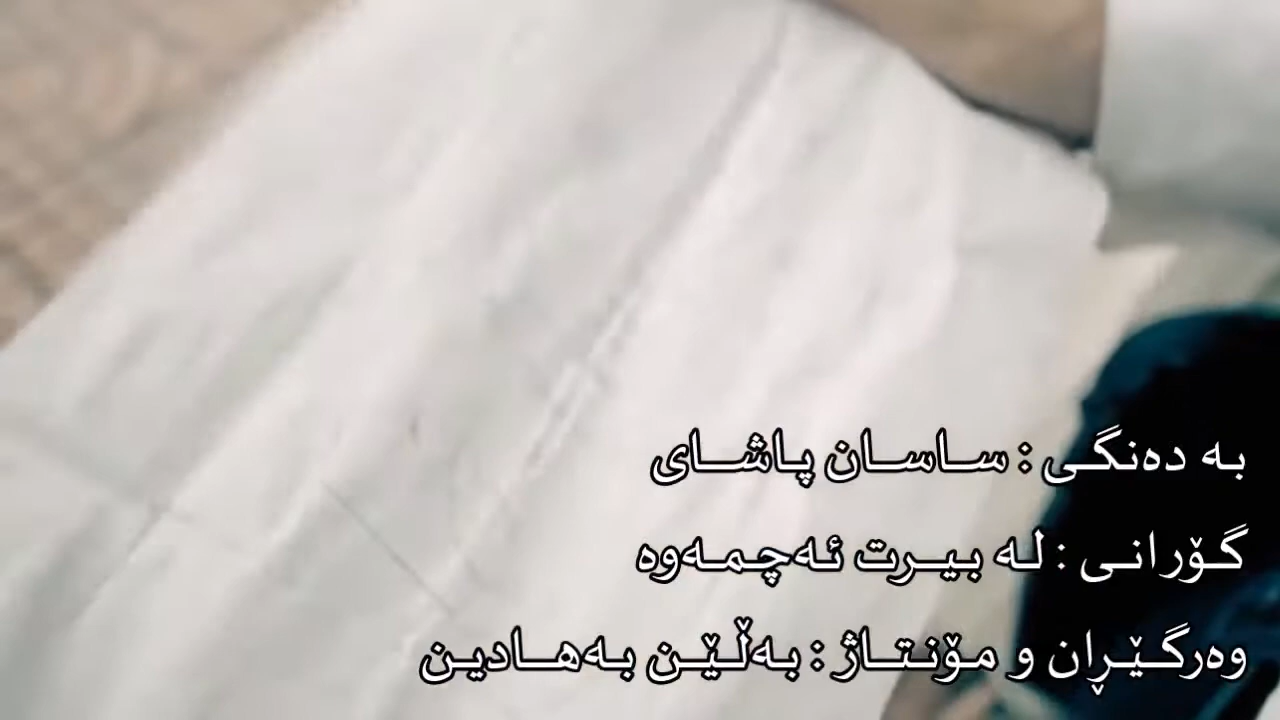 بە دەنگی : ساسان پاشای
گۆرانی : لە بیرت ئەچمەوە
وەرگێڕان و مۆنتاژ : بەڵێن بەهادین